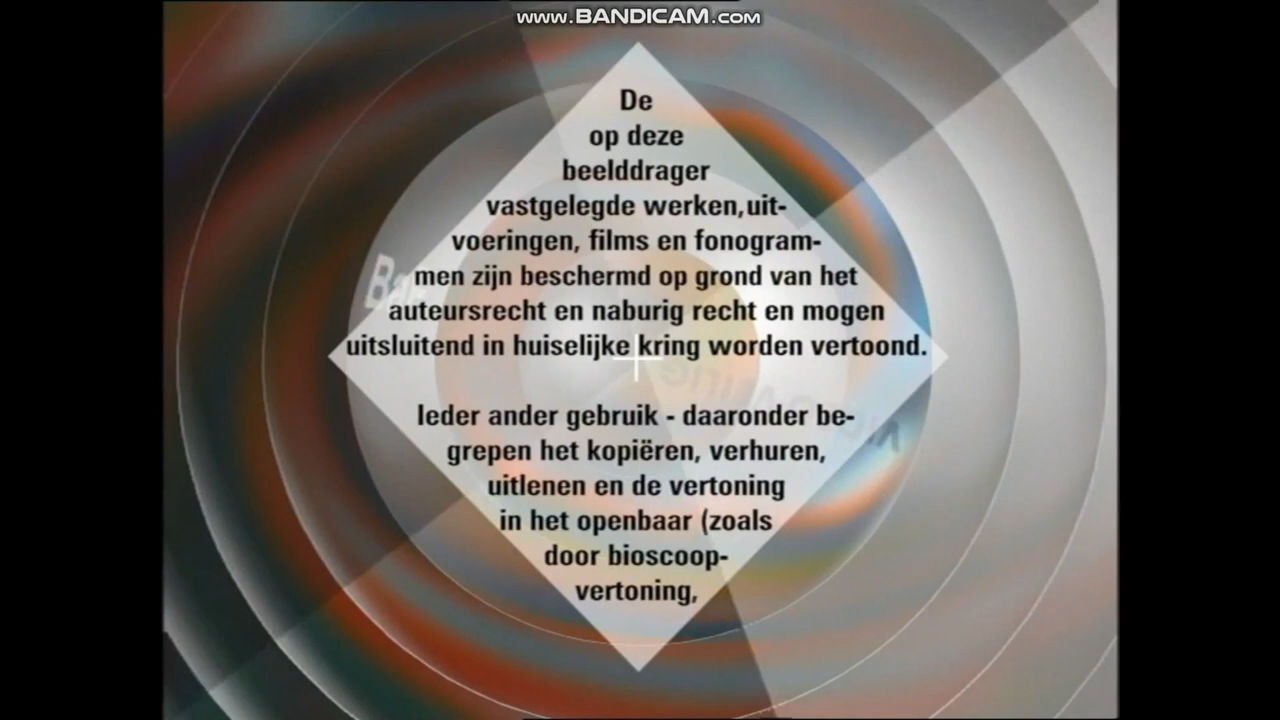 www.BANDICAM.com
De
op deze
beelddrager
vastgelegde werken,uit-
voeringen, films en fonogram-
men zijn beschermd op grond van het
auteursrecht en naburig recht en mogen
uitsluitend in huiselijke kring worden vertoond.
Ieder ander gebruik - daaronder be-
grepen het kopiëren, verhuren,
uitlenen en de vertoning
in het openbaar (zoals
door bioscoop-
vertoning,